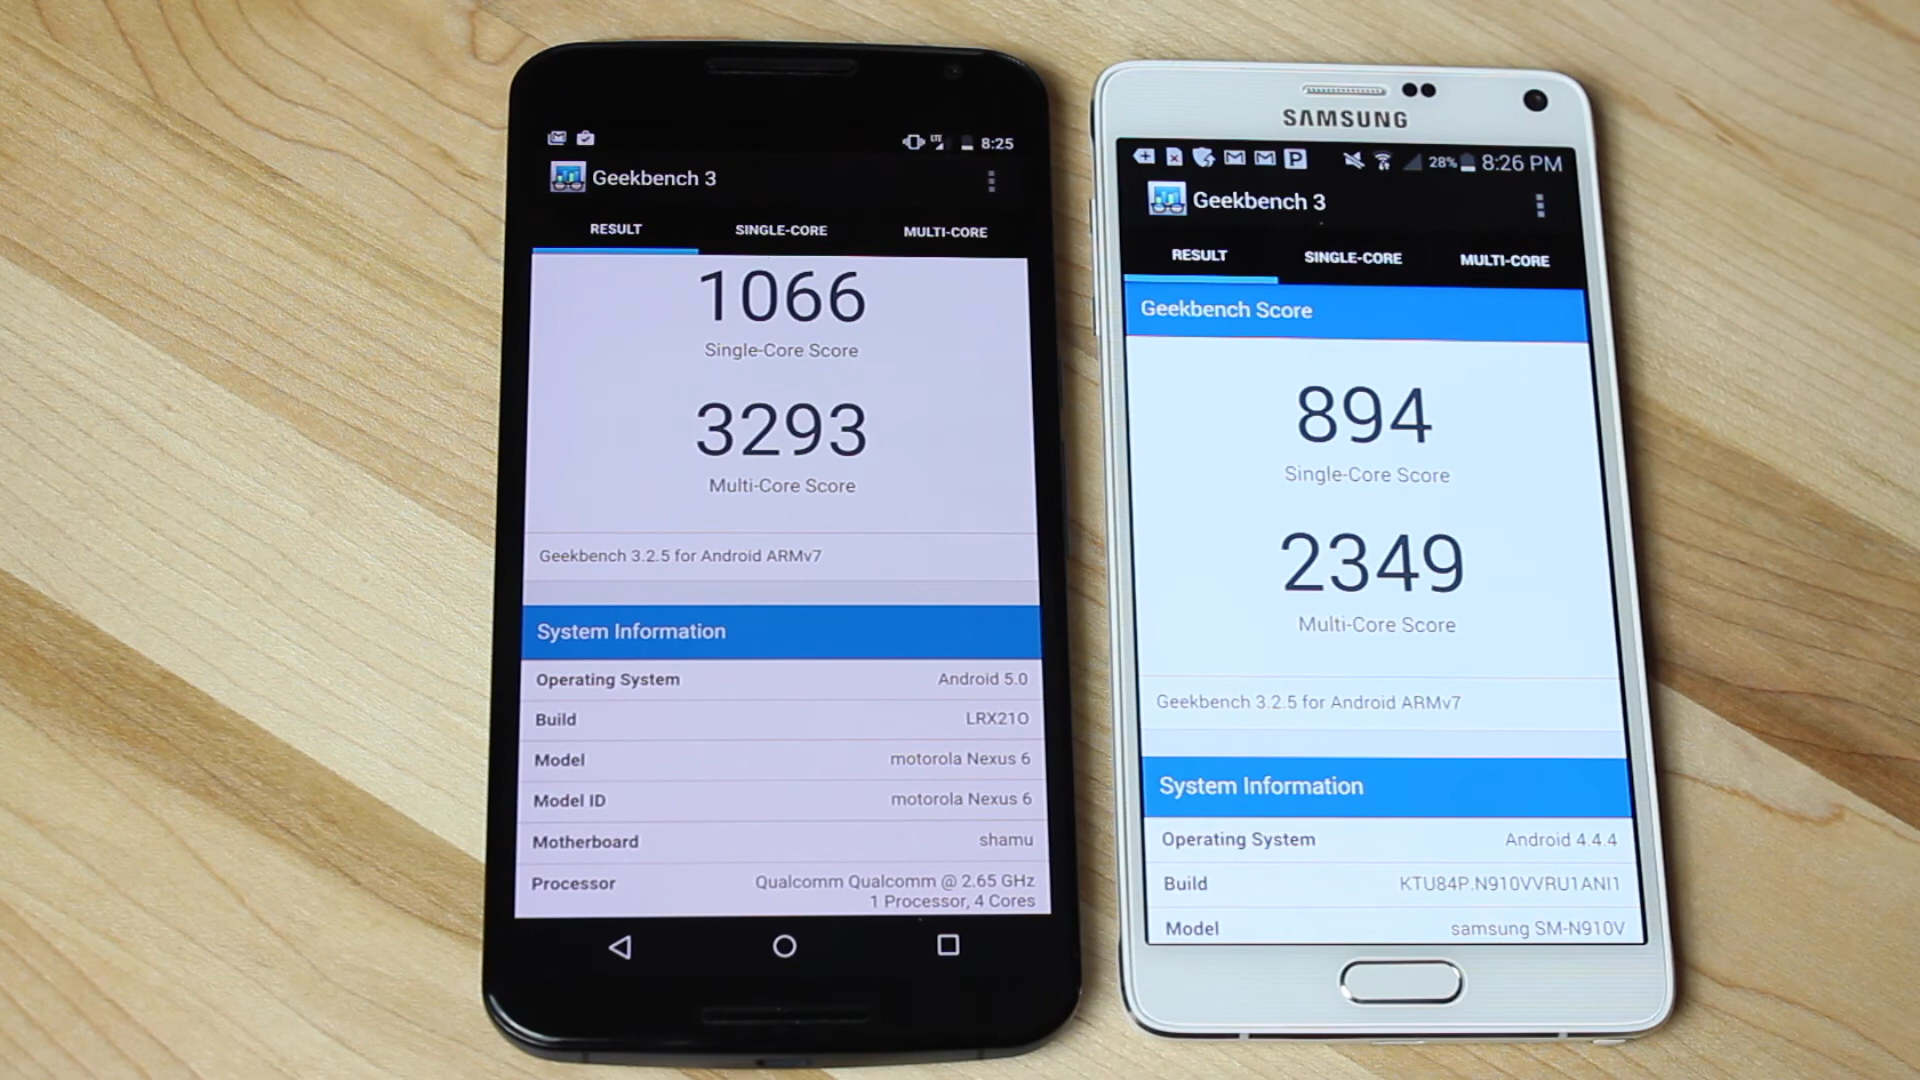 8:25
Geekbench 3
RESULT SINGLE-CORE MULTI-CORE
1066
Single-Core Score
3293
Multi-Core Score
Geekbench 3.2.5 for Android ARMv7
System Information
Operating System Android 5.0
Build LRX21O
Model motorola Nexus 6
Model ID motorola Nexus 6
Motherboard shamu
Processor Qualcomm Qualcomm @ 2.65 GHz
1 Processor, 4 Cores
SAMSUNG
P 28% 8:26 PM
Geekbench 3
RESULT SINGLE-CORE MULTI-CORE
Geekbench Score
894
Single-Core Score
2349
Multi-Core Score
Geekbench 3.2.5 for Android ARMv7
System Information
Operating System Android 4.4.4
Build KTU84P.N910VVRU1ANI1
Model samsung SM-N910V